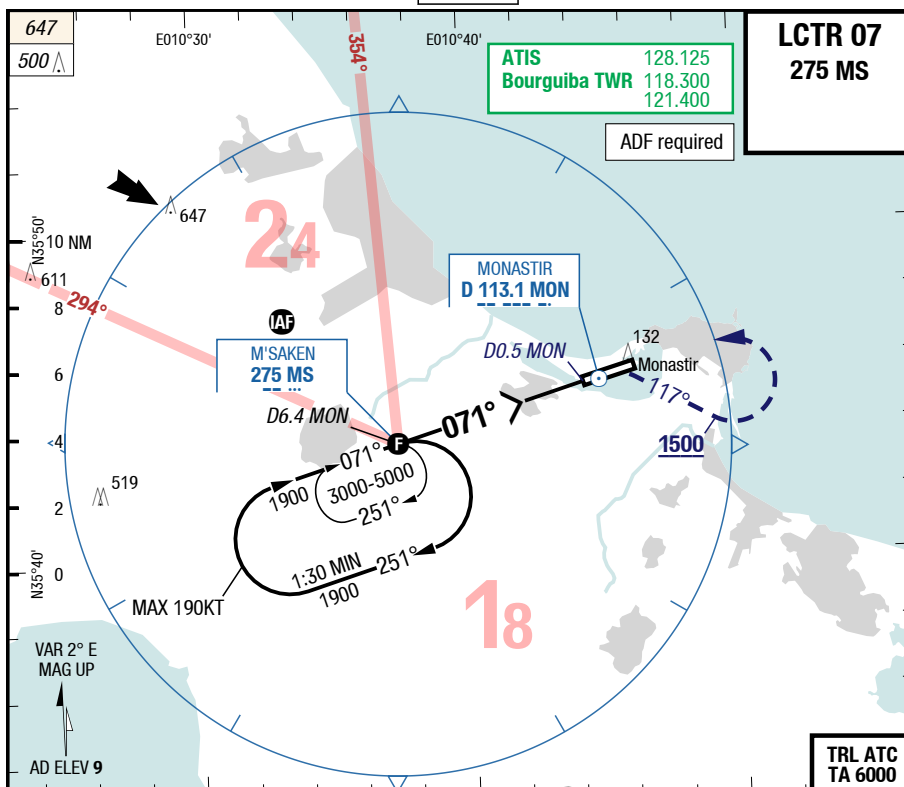 647
500
E010°30'
354°
E010°40'
ATIS 128.125
Bourguiba TWR 118.300
121.400
LCTR 07
275 MS
ADF required
647
24
N35°50'
10 NM
611
294°
8
IAF
MONASTIR
D 113.1 MON
M'SAKEN
275 MS
D0.5 MON
132
Monastir
6
117°
D6.4 MON
071°
1500
4
F
071°
1900
3000-5000
251°
519
2
1:30 MIN
251°
1900
N35°40'
0
MAX 190KT
18
VAR 2° E
MAG UP
AD ELEV 9
TRL ATC
TA 6000